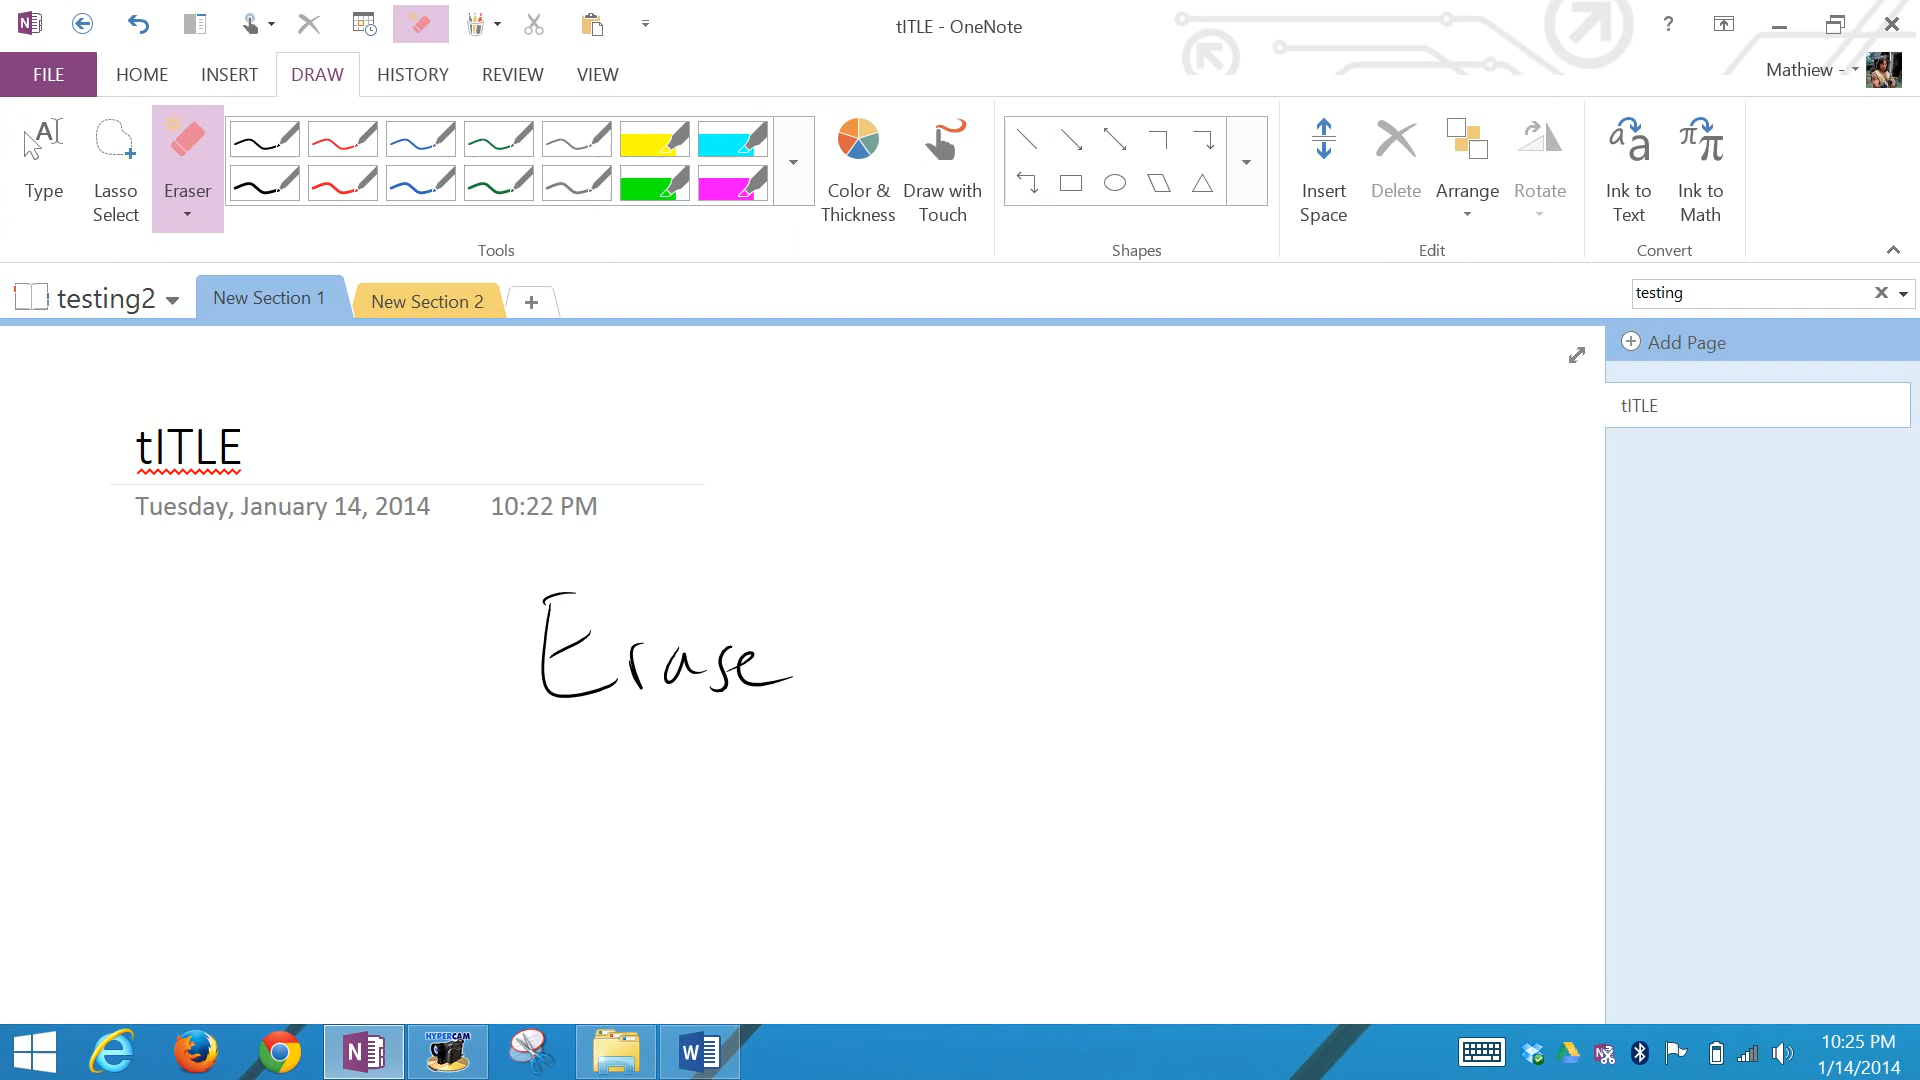 tITLE - OneNote
?
FILE HOME INSERT DRAW HISTORY REVIEW VIEW
Mathiew -
Type
Lasso Select
Eraser
Color & Thickness
Draw with Touch
Insert Space
Delete
Arrange
Rotate
Ink to Text
Ink to Math
Tools Shapes Edit Convert
testing2 New Section 1 New Section 2 +
testing
Add Page
tITLE
tITLE
Tuesday, January 14, 2014 10:22 PM
Erase
HYPERCAM
10:25 PM
1/14/2014